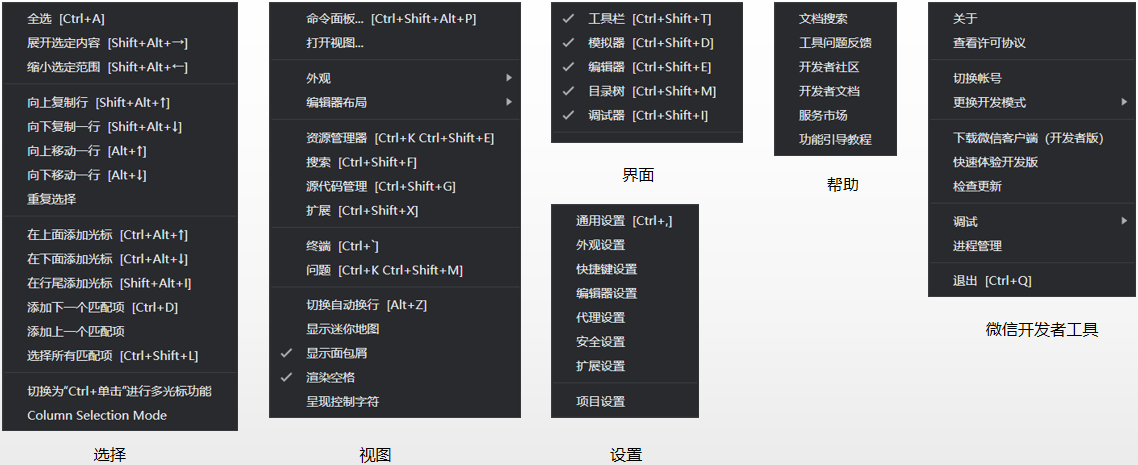 全选 [Ctrl+A]
展开选定内容 [Shift+Alt+→]
缩小选定范围 [Shift+Alt+←]
向上复制行 [Shift+Alt+↑]
向下复制一行 [Shift+Alt+↓]
向上移动一行 [Alt+↑]
向下移动一行 [Alt+↓]
重复选择
在上面添加光标 [Ctrl+Alt+↑]
在下面添加光标 [Ctrl+Alt+↓]
在行尾添加光标 [Shift+Alt+I]
添加下一个匹配项 [Ctrl+D]
添加上一个匹配项
选择所有匹配项 [Ctrl+Shift+L]
切换为“Ctrl+单击”进行多光标功能
Column Selection Mode
选择
命令面板... [Ctrl+Shift+Alt+P]
打开视图...
外观
编辑器布局
资源管理器 [Ctrl+K Ctrl+Shift+E]
搜索 [Ctrl+Shift+F]
源代码管理 [Ctrl+Shift+G]
扩展 [Ctrl+Shift+X]
终端 [Ctrl+`]
问题 [Ctrl+K Ctrl+Shift+M]
切换自动换行 [Alt+Z]
显示迷你地图
显示面包屑
渲染空格
呈现控制字符
视图
工具栏 [Ctrl+Shift+T]
模拟器 [Ctrl+Shift+D]
编辑器 [Ctrl+Shift+E]
目录树 [Ctrl+Shift+M]
调试器 [Ctrl+Shift+I]
界面
通用设置 [Ctrl+,]
外观设置
快捷键设置
编辑器设置
代理设置
安全设置
扩展设置
项目设置
设置
文档搜索
工具问题反馈
开发者社区
开发者文档
服务市场
功能引导教程
帮助
关于
查看许可协议
切换帐号
更换开发模式
下载微信客户端（开发者版）
快速体验开发版
检查更新
调试
进程管理
退出 [Ctrl+Q]
微信开发者工具